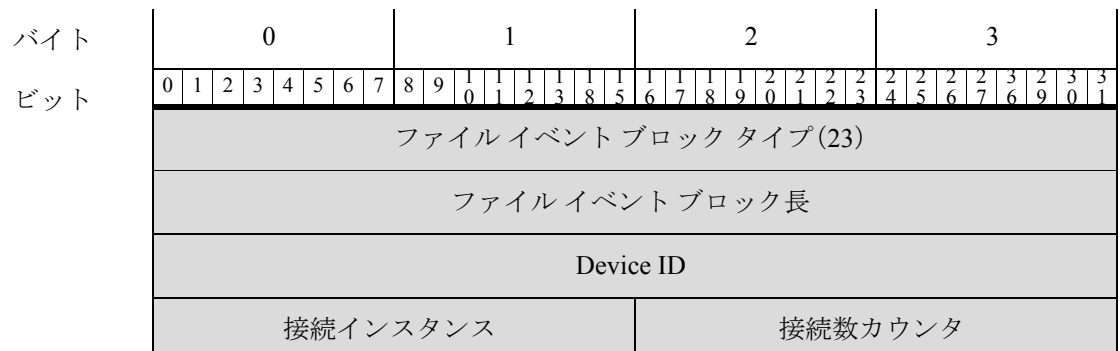 バイト 0 1 2 3
ビット 0 1 2 3 4 5 6 7 8 9 10 11 12 13 18 15 16 17 18 19 20 21 22 23 24 25 26 27 36 29 30 31
ファイル イベント ブロック タイプ(23)
ファイル イベント ブロック長
Device ID
接続インスタンス 接続数カウンタ